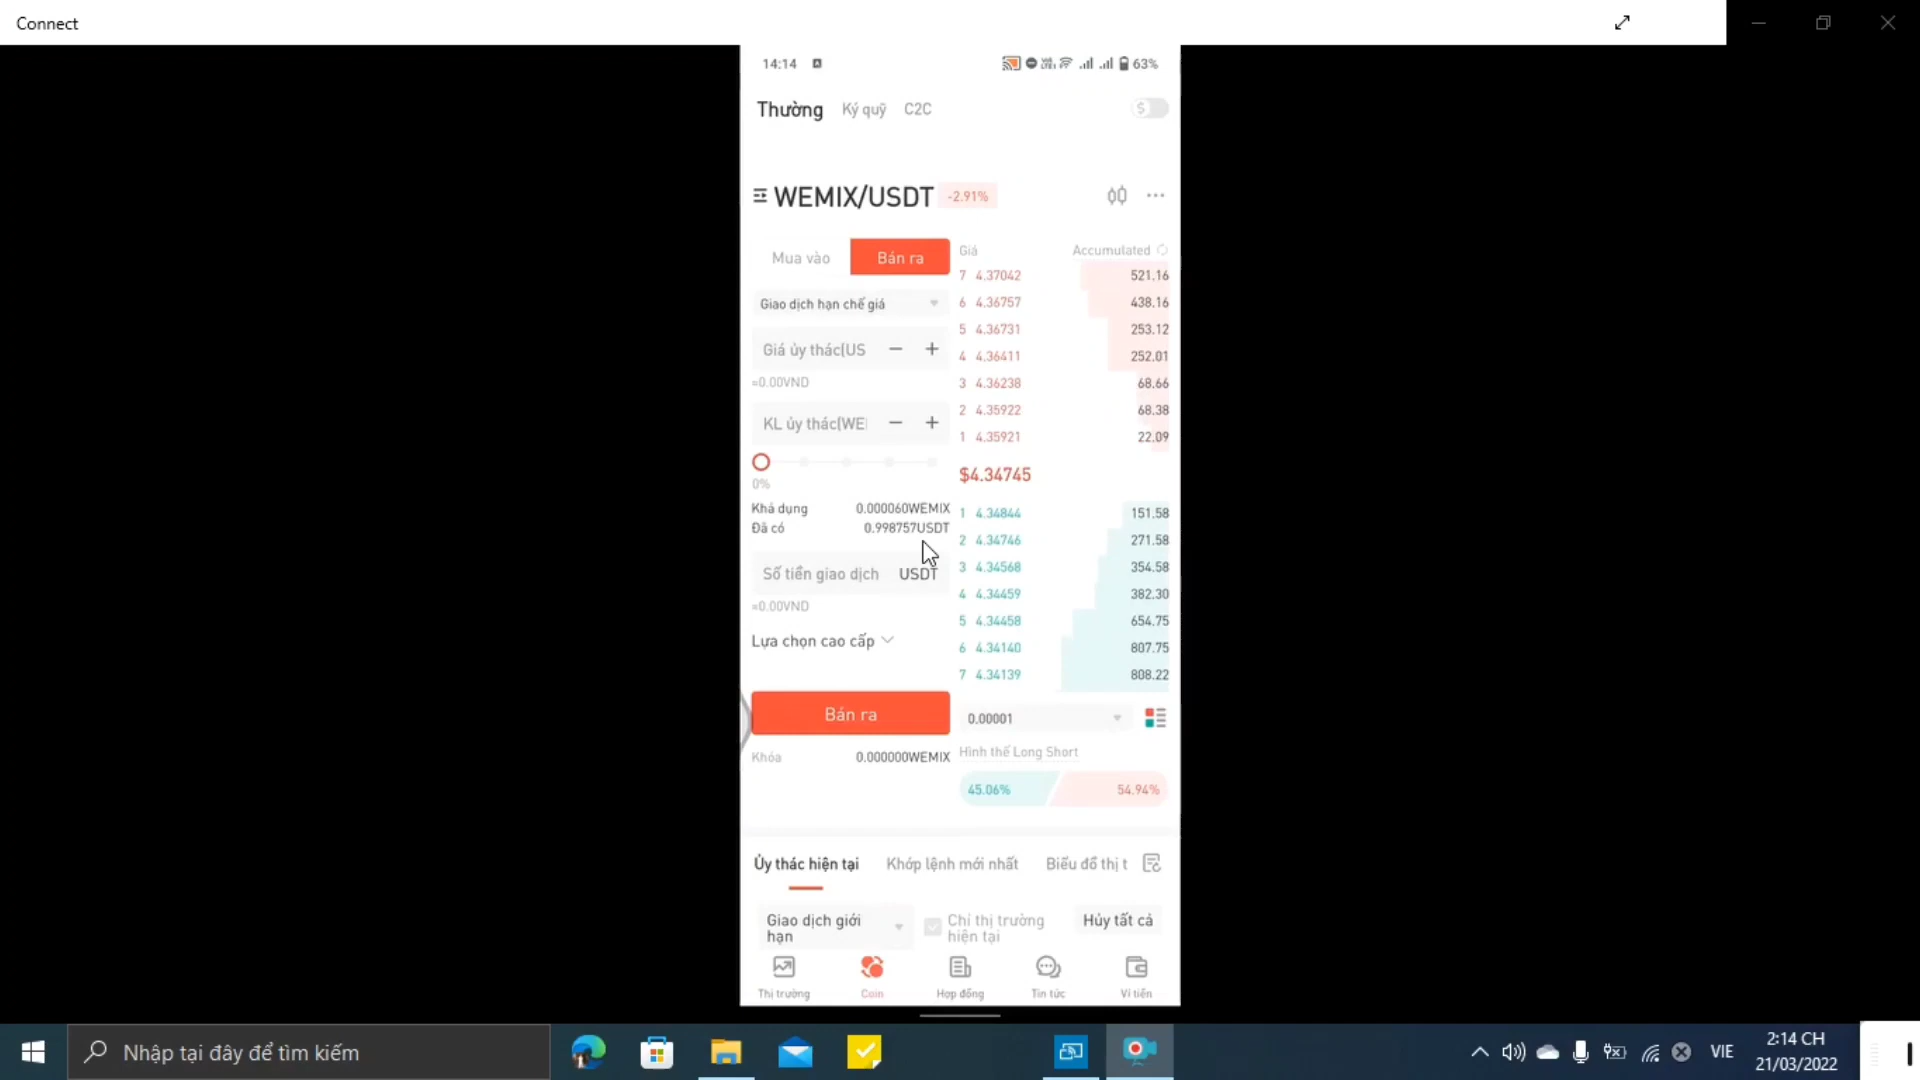 Connect
14:14
63%
Thường Ký quỹ C2C
WEMIX/USDT -2.91%
Mua vào Bán ra
Giao dịch hạn chế giá
Giá ủy thác(US
≈0.00VND
KL ủy thác(WE
0%
Khả dụng 0.000060WEMIX
Đã có 0.998757USDT
Số tiền giao dịch USDT
≈0.00VND
Lựa chọn cao cấp
Bán ra
Khóa 0.000000WEMIX
Giá Accumulated
7 4.37042 521.16
6 4.36757 438.16
5 4.36731 253.12
4 4.36411 252.01
3 4.36238 68.66
2 4.35922 68.38
1 4.35921 22.09
$4.34745
1 4.34844 151.58
2 4.34746 271.58
3 4.34568 354.58
4 4.34459 382.30
5 4.34458 654.75
6 4.34140 807.75
7 4.34139 808.22
0.00001
Hình thế Long Short
45.06% 54.94%
Ủy thác hiện tại Khớp lệnh mới nhất Biểu đồ thị t
Giao dịch giới
hạn
Chỉ thị trường
hiện tại
Hủy tất cả
Thị trường Coin Hợp đồng Tin tức Ví tiền
Nhập tại đây để tìm kiếm
VIE
2:14 CH
21/03/2022